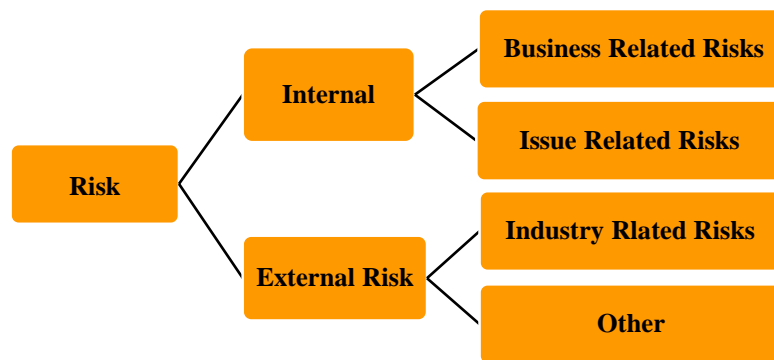 Risk
Internal
External Risk
Business Related Risks
Issue Related Risks
Industry Rlated Risks
Other